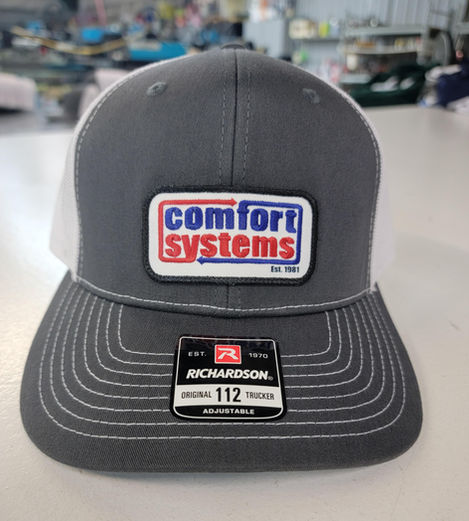 comfort
systems
Est. 1981
EST. R 1970
RICHARDSON®
ORIGINAL 112 TRUCKER
ADJUSTABLE